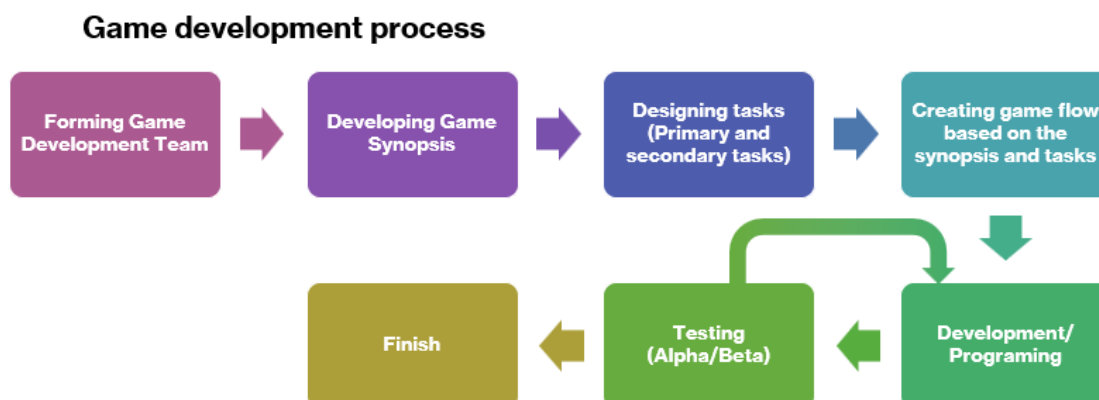 Game development process
Forming Game
Development Team
Developing Game
Synopsis
Designing tasks
(Primary and
secondary tasks)
Creating game flow
based on the
synopsis and tasks
Finish
Testing
(Alpha/Beta)
Development/
Programing